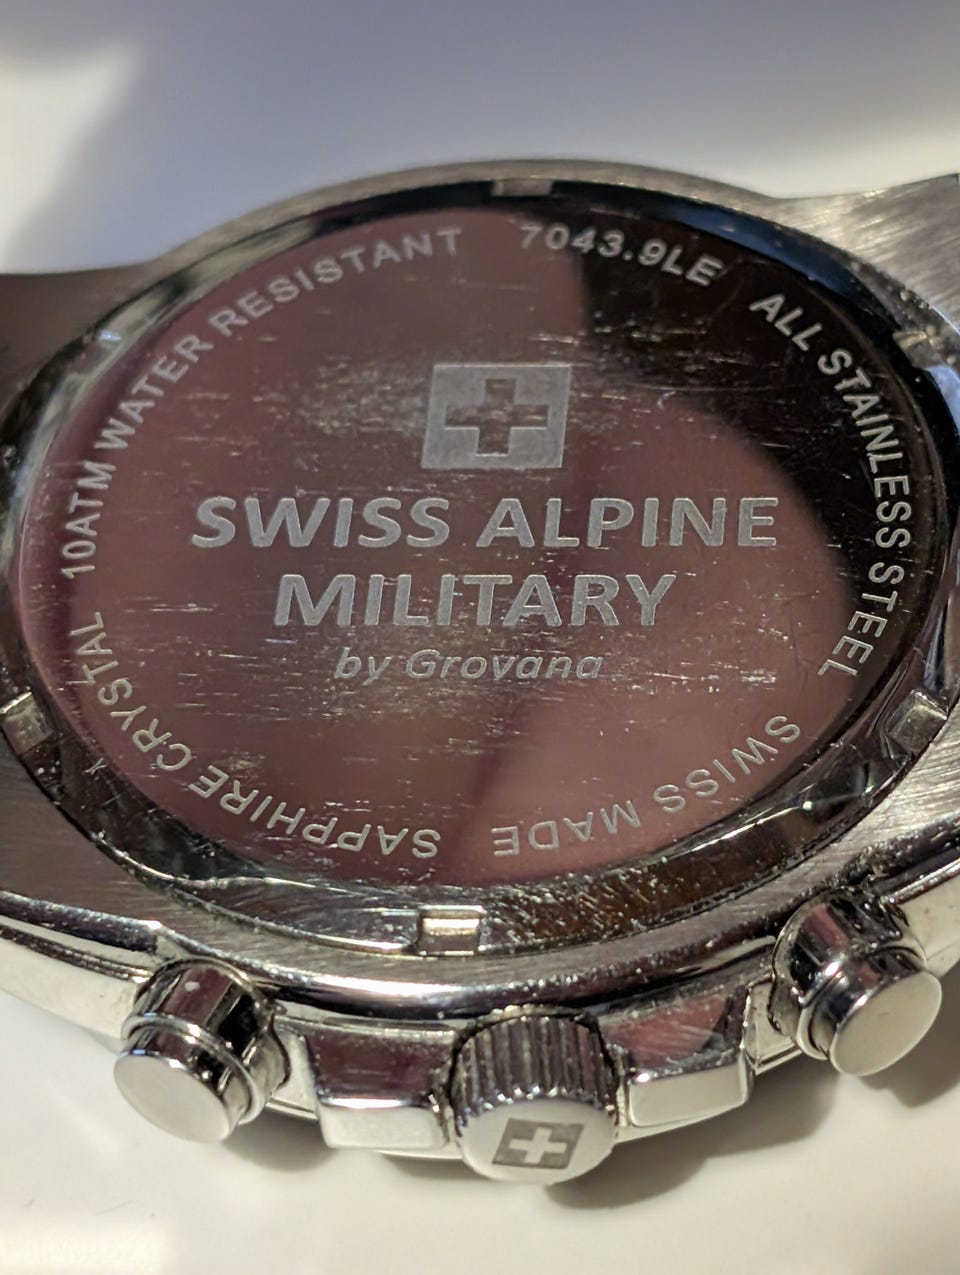 10ATM WATER RESISTANT
7043.9LE
ALL STAINLESS STEEL
SWISS ALPINE
MILITARY
by Grovana
SWISS MADE
SAPPHIRE CRYSTAL